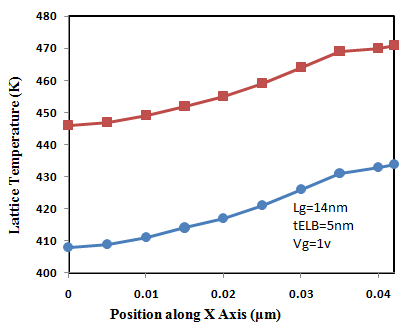 480
470
460
450
440
430
420
410
400
Lattice Temperature (K)
Lg=14nm
tELB=5nm
Vg=1v
0
0.01
0.02
0.03
0.04
Position along X Axis (µm)